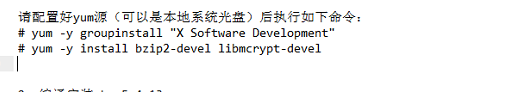 请配置好yum源（可以是本地系统光盘）后执行如下命令：
# yum -y groupinstall "X Software Development"
# yum -y install bzip2-devel libmcrypt-devel